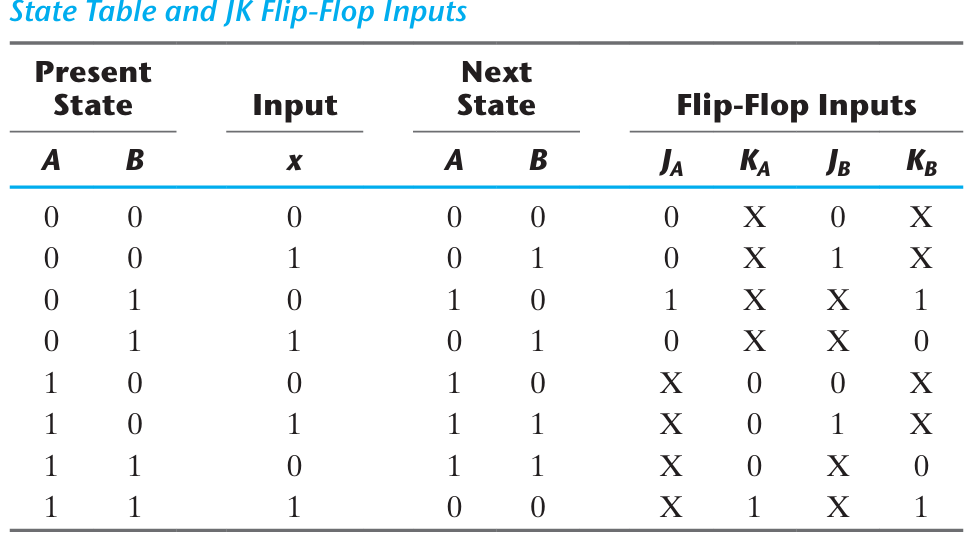 State Table and JK Flip-Flop Inputs
Present State Input Next State Flip-Flop Inputs
A B x A B J_A K_A J_B K_B
0 0 0 0 0 0 X 0 X
0 0 1 0 1 0 X 1 X
0 1 0 1 0 1 X X 1
0 1 1 0 1 0 X X 0
1 0 0 1 0 X 0 0 X
1 0 1 1 1 X 0 1 X
1 1 0 1 1 X 0 X 0
1 1 1 0 0 X 1 X 1